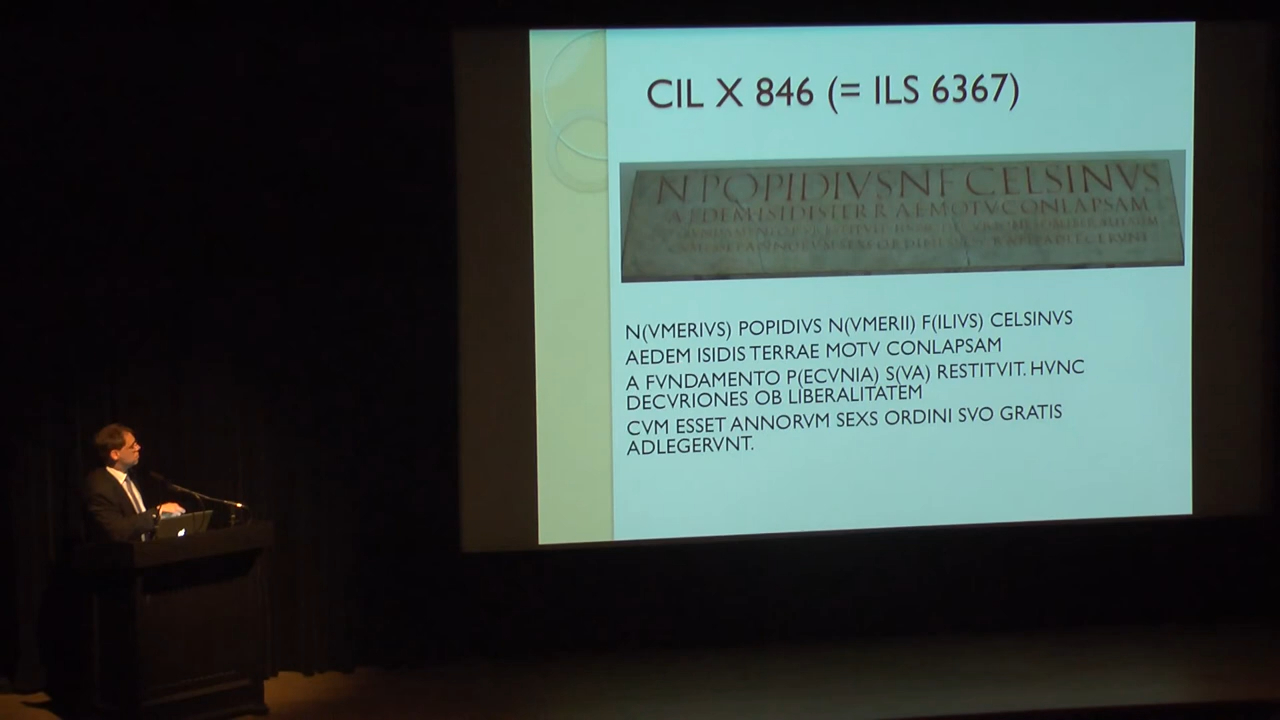 CIL X 846 (= ILS 6367)
N POPIDIVS N F CELSINVS
AEDEM ISIDIS TERRAE MOTV CONLAPSAM
N(VMERIVS) POPIDIVS N(VMERII) F(ILIVS) CELSINVS
AEDEM ISIDIS TERRAE MOTV CONLAPSAM
A FVNDAMENTO P(ECVNIA) S(VA) RESTITVIT. HVNC
DECVRIONES OB LIBERALITATEM
CVM ESSET ANNORVM SEXS ORDINI SVO GRATIS
ADLEGERVNT.